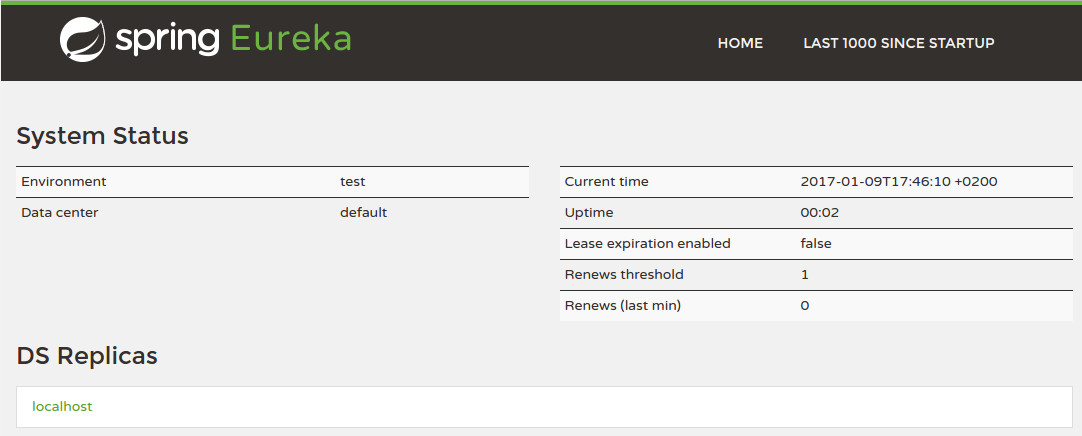 spring Eureka HOME LAST 1000 SINCE STARTUP
System Status
Environment test
Data center default
Current time 2017-01-09T17:46:10 +0200
Uptime 00:02
Lease expiration enabled false
Renews threshold 1
Renews (last min) 0
DS Replicas
localhost